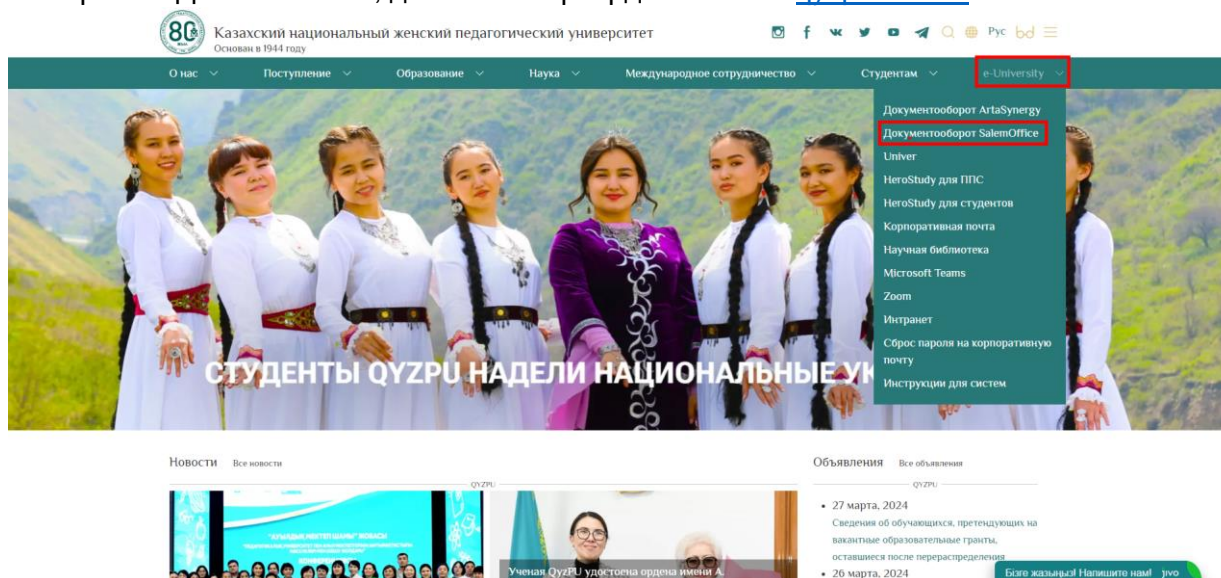 80
Казахский национальный женский педагогический университет
Основан в 1944 году
Рус
О нас
Поступление
Образование
Наука
Международное сотрудничество
Студентам
e-University
Документооборот ArtaSynergy
Документооборот SalemOffice
Univer
HeroStudy для ППС
HeroStudy для студентов
Корпоративная почта
Научная библиотека
Microsoft Teams
Zoom
Интранет
Сброс пароля на корпоративную
почту
Инструкции для систем
СТУДЕНТЫ QYZPU НАДЕЛИ НАЦИОНАЛЬНЫЕ
Новости Все новости
QYZPU
Ученая QyzPU удостоена ордена имени А.
Объявления Все объявления
QYZPU
27 марта, 2024
Сведения об обучающихся, претендующих на
вакантные образовательные гранты,
оставшиеся после перераспределения
26 марта, 2024
Бізге жазыңыз! Напишите нам! jivo